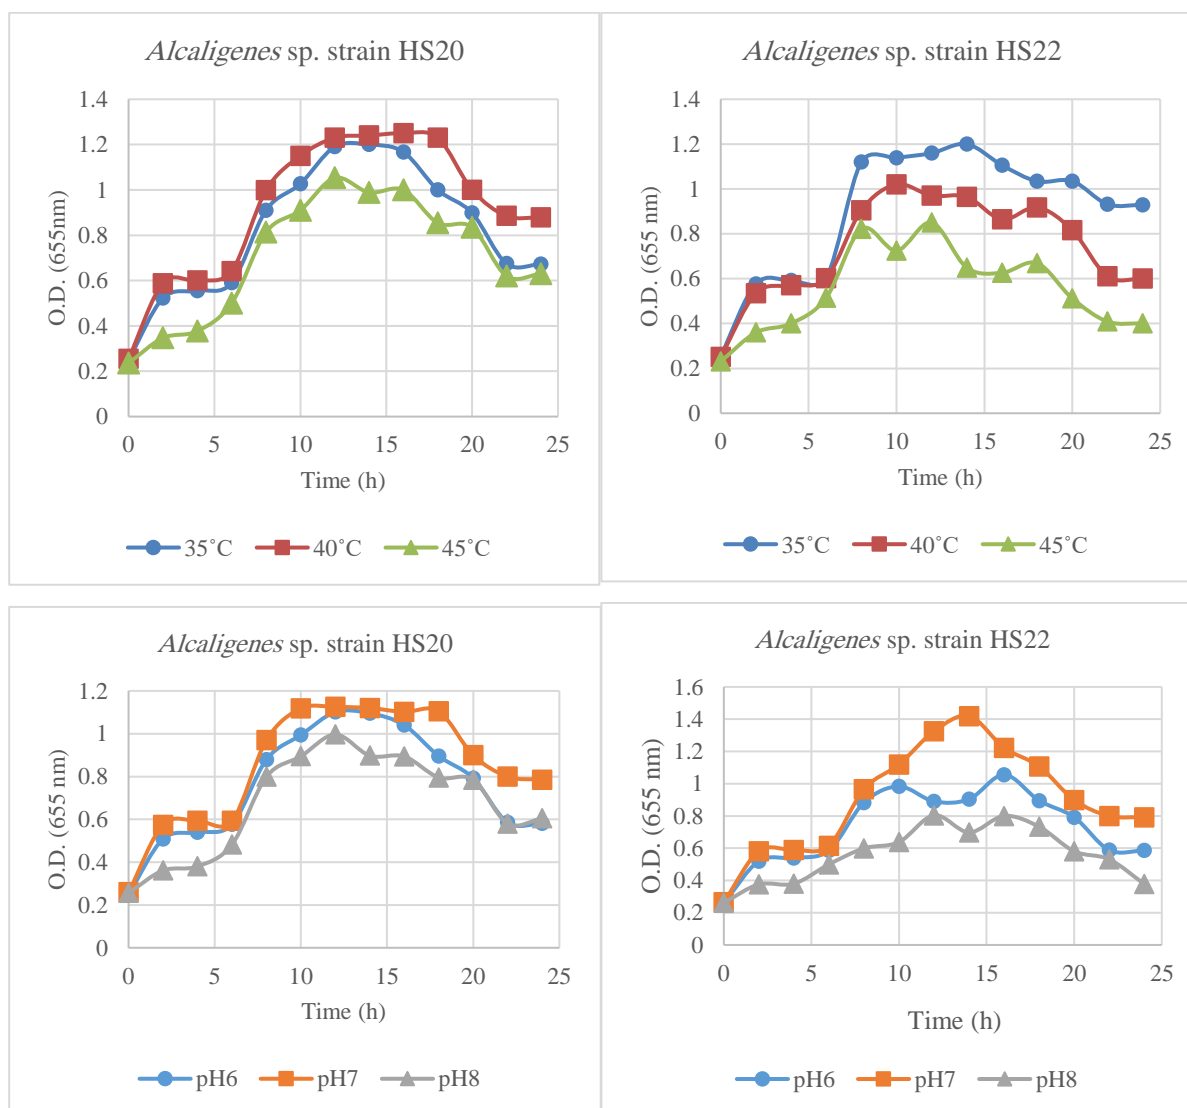 Alcaligenes sp. strain HS20
1.4
1.2
1
0.8
0.6
0.4
0.2
0
O.D. (655nm)
0 5 10 15 20 25
Time (h)
35˚C 40˚C 45˚C
Alcaligenes sp. strain HS22
1.4
1.2
1
0.8
0.6
0.4
0.2
0
O.D. (655 nm)
0 5 10 15 20 25
Time (h)
35˚C 40˚C 45˚C
Alcaligenes sp. strain HS20
1.2
1
0.8
0.6
0.4
0.2
0
O.D. (655 nm)
0 5 10 15 20 25
Time (h)
pH6 pH7 pH8
Alcaligenes sp. strain HS22
1.6
1.4
1.2
1
0.8
0.6
0.4
0.2
0
O.D. (655 nm)
0 5 10 15 20 25
Time (h)
pH6 pH7 pH8